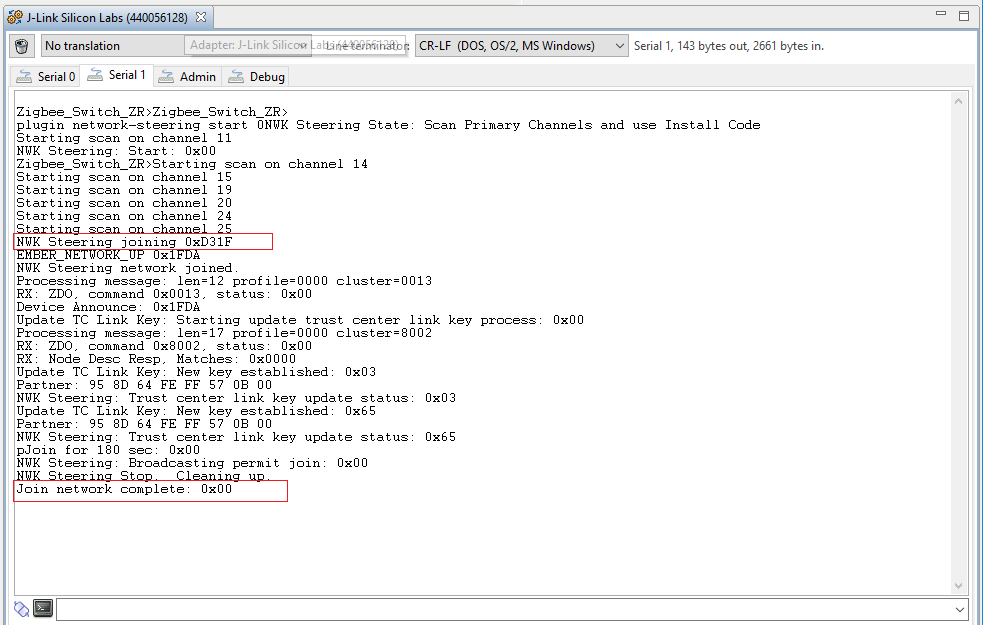 J-Link Silicon Labs (440056128)
No translation
Adapter: J-Link Silicon Labs (440056128)
Line terminator:
CR-LF (DOS, OS/2, MS Windows)
Serial 1, 143 bytes out, 2661 bytes in.
Serial 0
Serial 1
Admin
Debug
Zigbee_Switch_ZR>Zigbee_Switch_ZR>
plugin network-steering start 0NWK Steering State: Scan Primary Channels and use Install Code
Starting scan on channel 11
NWK Steering: Start: 0x00
Zigbee_Switch_ZR>Starting scan on channel 14
Starting scan on channel 15
Starting scan on channel 19
Starting scan on channel 20
Starting scan on channel 24
Starting scan on channel 25
NWK Steering joining 0xD31F
EMBER_NETWORK_UP 0x1FDA
NWK Steering network joined.
Processing message: len=12 profile=0000 cluster=0013
RX: ZDO, command 0x0013, status: 0x00
Device Announce: 0x1FDA
Update TC Link Key: Starting update trust center link key process: 0x00
Processing message: len=17 profile=0000 cluster=8002
RX: ZDO, command 0x8002, status: 0x00
RX: Node Desc Resp, Matches: 0x0000
Update TC Link Key: New key established: 0x03
Partner: 95 8D 64 FE FF 57 0B 00
NWK Steering: Trust center link key update status: 0x03
Update TC Link Key: New key established: 0x65
Partner: 95 8D 64 FE FF 57 0B 00
NWK Steering: Trust center link key update status: 0x65
pJoin for 180 sec: 0x00
NWK Steering: Broadcasting permit join: 0x00
NWK Steering Stop.  Cleaning up.
Join network complete: 0x00